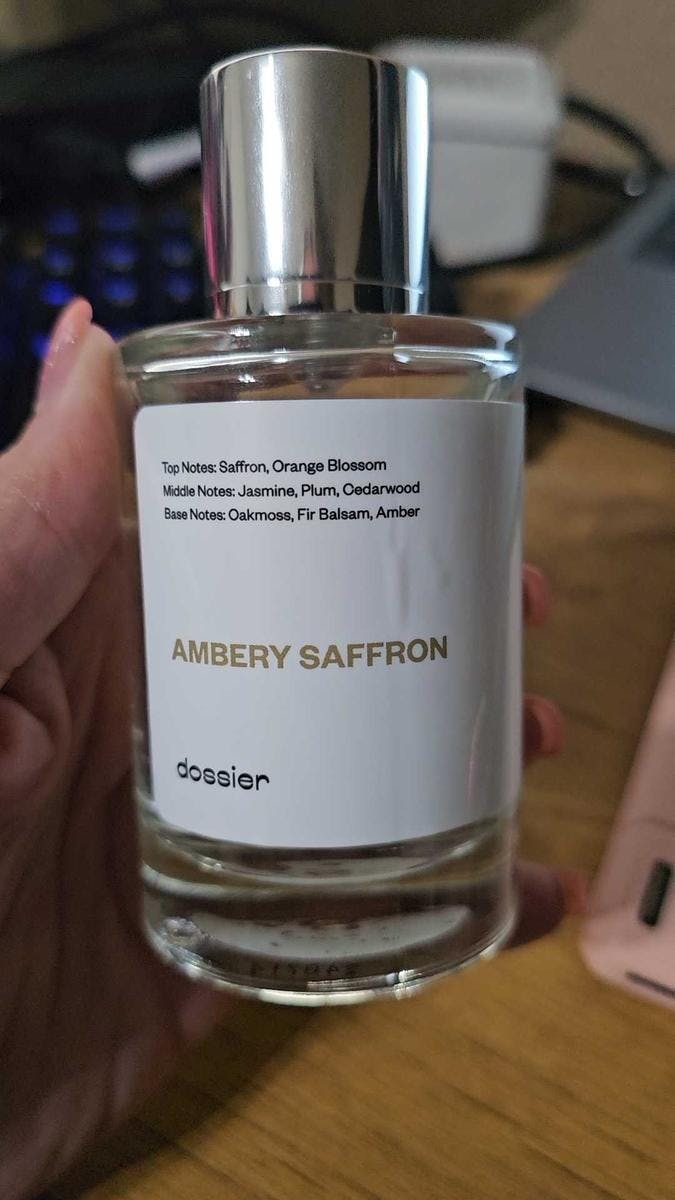 Top Notes: Saffron, Orange Blossom
Middle Notes: Jasmine, Plum, Cedarwood
Base Notes: Oakmoss, Fir Balsam, Amber
AMBERY SAFFRON
dossier